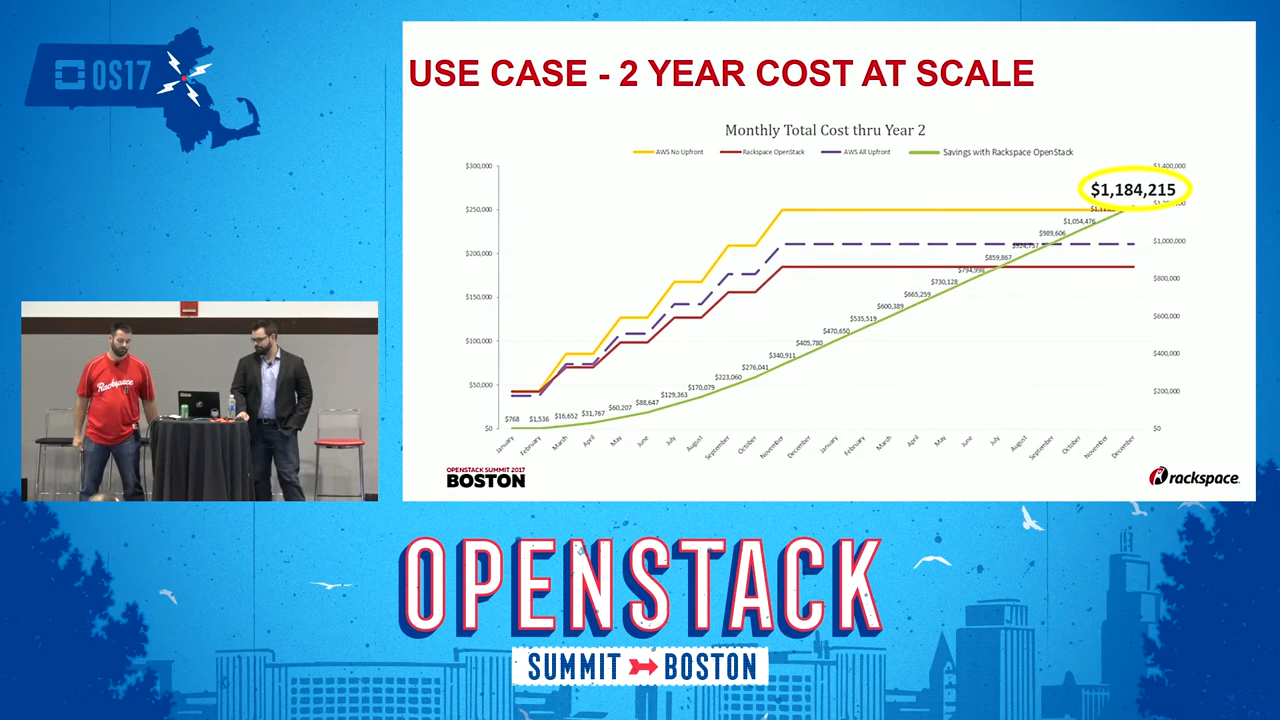 OS17
USE CASE - 2 YEAR COST AT SCALE
Monthly Total Cost thru Year 2
AWS No Upfront
Rackspace OpenStack
AWS All Upfront
Savings with Rackspace OpenStack
$300,000
$250,000
$200,000
$150,000
$100,000
$50,000
$0
$1,400,000
$1,000,000
$800,000
$600,000
$400,000
$200,000
$0
$1,184,215
$768
$1,536
$16,652
$31,767
$60,207
$88,647
$129,363
$170,079
$223,060
$276,041
$340,911
$405,780
$470,650
$535,519
$600,389
$665,259
$730,128
$794,998
$859,867
$989,606
$1,054,476
January
February
March
April
May
June
July
August
September
October
November
December
January
February
March
April
May
June
July
August
September
October
November
December
OPENSTACK SUMMIT 2017
BOSTON
rackspace.
Rackspace
OPENSTACK
SUMMIT BOSTON